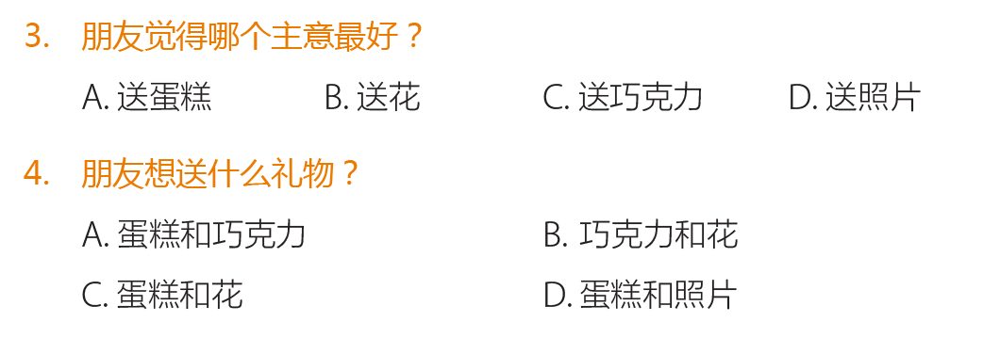 3. 朋友觉得哪个主意最好？
A. 送蛋糕 B. 送花 C. 送巧克力 D. 送照片
4. 朋友想送什么礼物？
A. 蛋糕和巧克力 B. 巧克力和花
C. 蛋糕和花 D. 蛋糕和照片